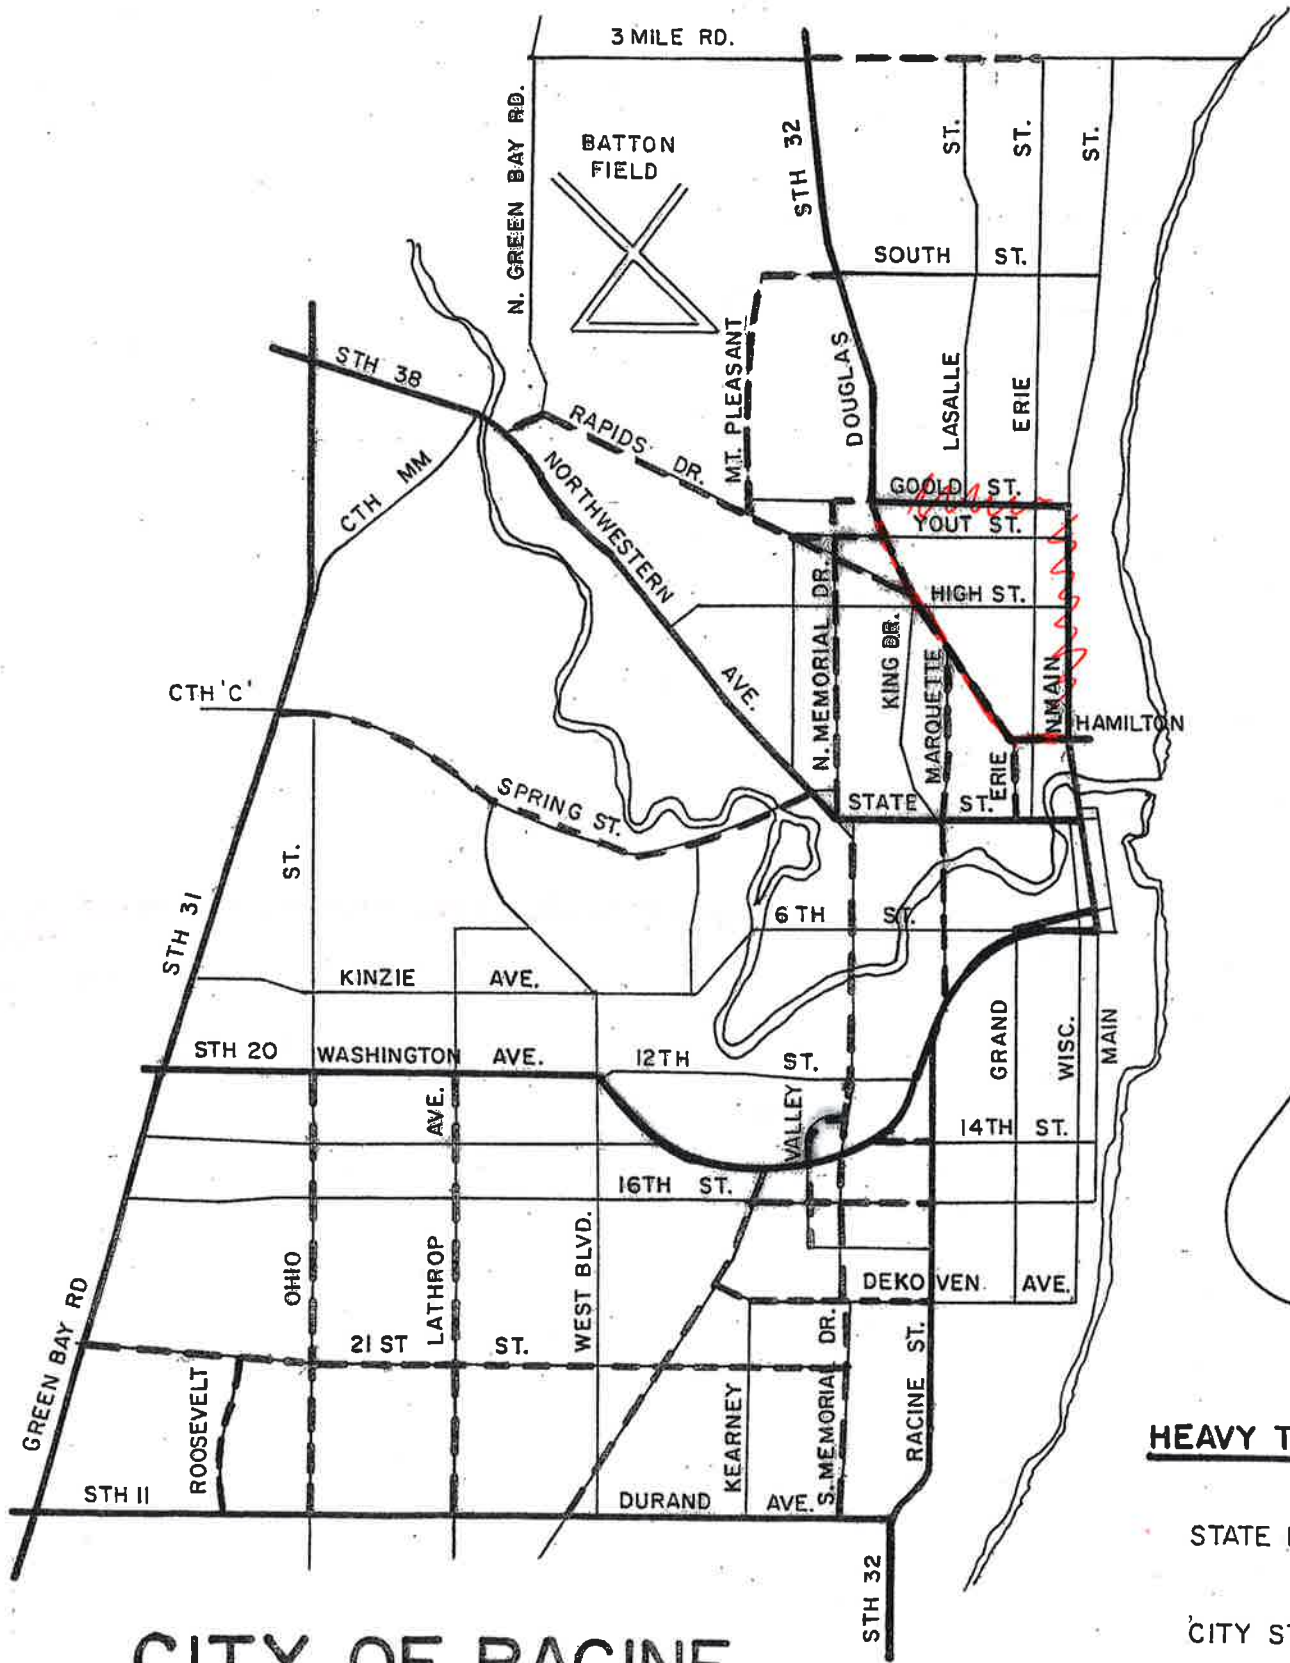 3 MILE RD.
N. GREEN BAY RD.
BATTON
FIELD
STH 32
ST.
ST.
ST.
SOUTH ST.
STH 38
MT. PLEASANT
DOUGLAS
LASALLE
ERIE
RAPIDS DR.
CTH MM
NORTHWESTERN AVE.
GOOLD ST.
YOUT ST.
HIGH ST.
N. MEMORIAL DR.
KING DR.
MARQUETTE
N MAIN
HAMILTON
CTH 'C'
SPRING ST.
STATE ST.
ERIE
ST.
STH 31
6 TH ST.
KINZIE AVE.
STH 20 WASHINGTON AVE.
12TH ST.
GRAND
WISC.
MAIN
AVE.
VALLEY
14TH ST.
16TH ST.
OHIO
LATHROP
WEST BLVD.
DEKOVEN AVE.
GREEN BAY RD
21 ST ST.
ROOSEVELT
KEARNEY
S. MEMORIAL DR.
RACINE ST.
STH 11
DURAND AVE.
STH 32
HEAVY T
STATE
CITY ST
CITY OF RACINE